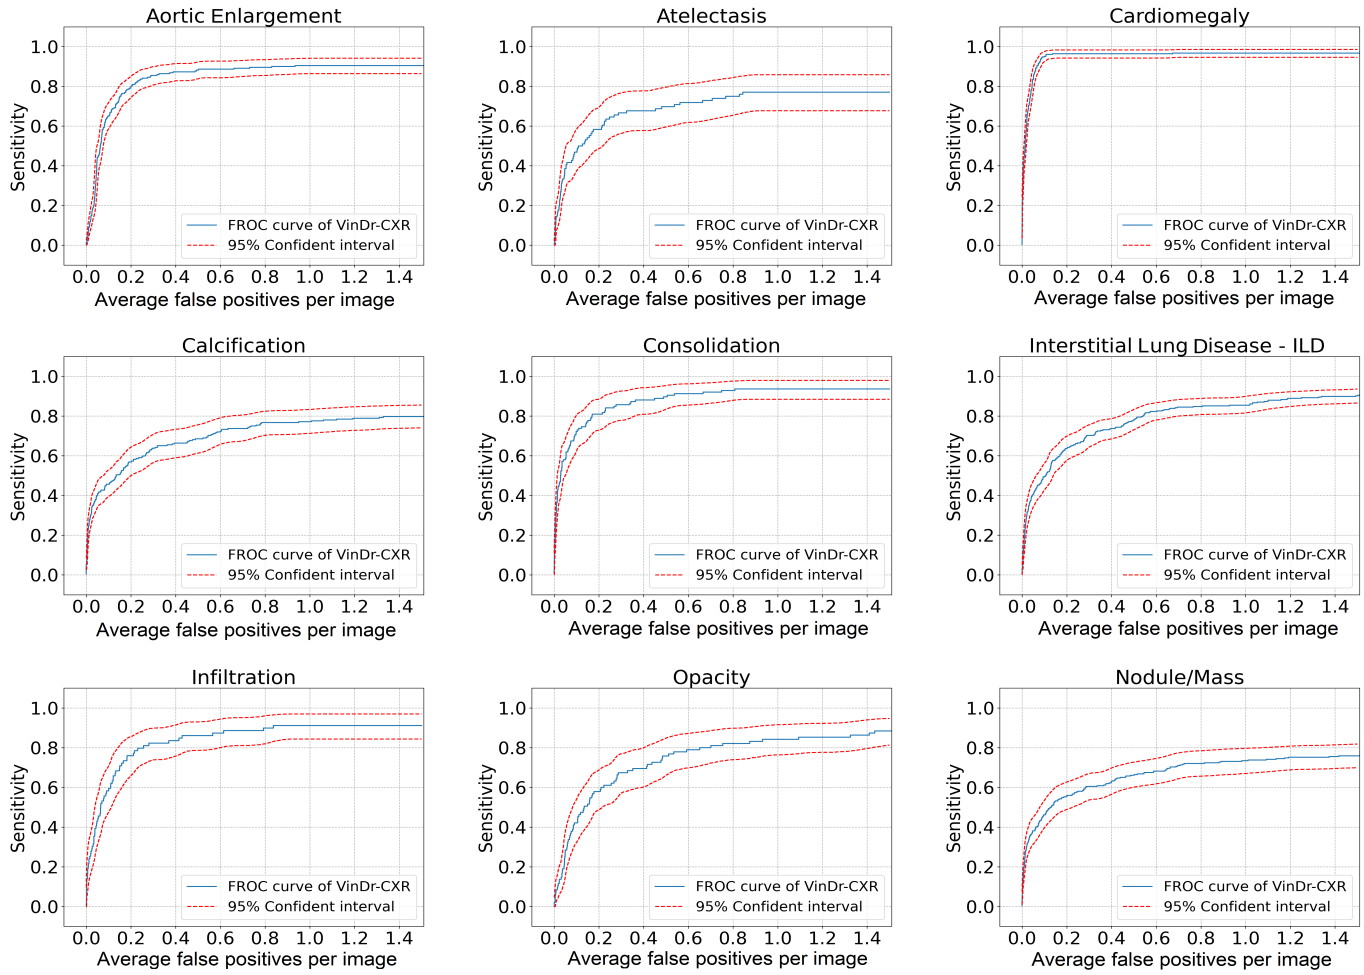 Aortic Enlargement
Sensitivity
1.0
0.8
0.6
0.4
0.2
0.0
FROC curve of VinDr-CXR
95% Confident interval
0.0 0.2 0.4 0.6 0.8 1.0 1.2 1.4
Average false positives per image
Atelectasis
Sensitivity
1.0
0.8
0.6
0.4
0.2
0.0
FROC curve of VinDr-CXR
95% Confident interval
0.0 0.2 0.4 0.6 0.8 1.0 1.2 1.4
Average false positives per image
Cardiomegaly
Sensitivity
1.0
0.8
0.6
0.4
0.2
0.0
FROC curve of VinDr-CXR
95% Confident interval
0.0 0.2 0.4 0.6 0.8 1.0 1.2 1.4
Average false positives per image
Calcification
Sensitivity
1.0
0.8
0.6
0.4
0.2
0.0
FROC curve of VinDr-CXR
95% Confident interval
0.0 0.2 0.4 0.6 0.8 1.0 1.2 1.4
Average false positives per image
Consolidation
Sensitivity
1.0
0.8
0.6
0.4
0.2
0.0
FROC curve of VinDr-CXR
95% Confident interval
0.0 0.2 0.4 0.6 0.8 1.0 1.2 1.4
Average false positives per image
Interstitial Lung Disease - ILD
Sensitivity
1.0
0.8
0.6
0.4
0.2
0.0
FROC curve of VinDr-CXR
95% Confident interval
0.0 0.2 0.4 0.6 0.8 1.0 1.2 1.4
Average false positives per image
Infiltration
Sensitivity
1.0
0.8
0.6
0.4
0.2
0.0
FROC curve of VinDr-CXR
95% Confident interval
0.0 0.2 0.4 0.6 0.8 1.0 1.2 1.4
Average false positives per image
Opacity
Sensitivity
1.0
0.8
0.6
0.4
0.2
0.0
FROC curve of VinDr-CXR
95% Confident interval
0.0 0.2 0.4 0.6 0.8 1.0 1.2 1.4
Average false positives per image
Nodule/Mass
Sensitivity
1.0
0.8
0.6
0.4
0.2
0.0
FROC curve of VinDr-CXR
95% Confident interval
0.0 0.2 0.4 0.6 0.8 1.0 1.2 1.4
Average false positives per image